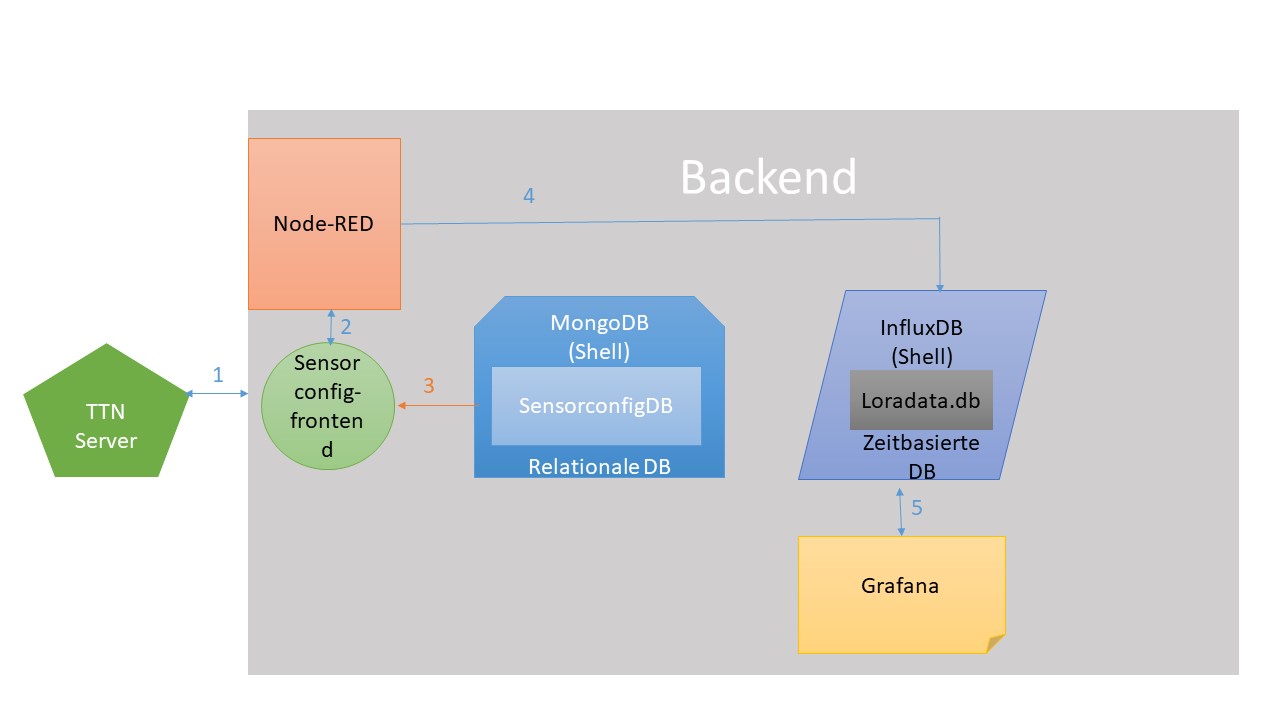 Backend
4
Node-RED
2
MongoDB
(Shell)
InfluxDB
(Shell)
Sensor
config-
fronten
d
1
3
SensorconfigDB
Loradata.db
TTN
Server
Relationale DB
Zeitbasierte
DB
5
Grafana